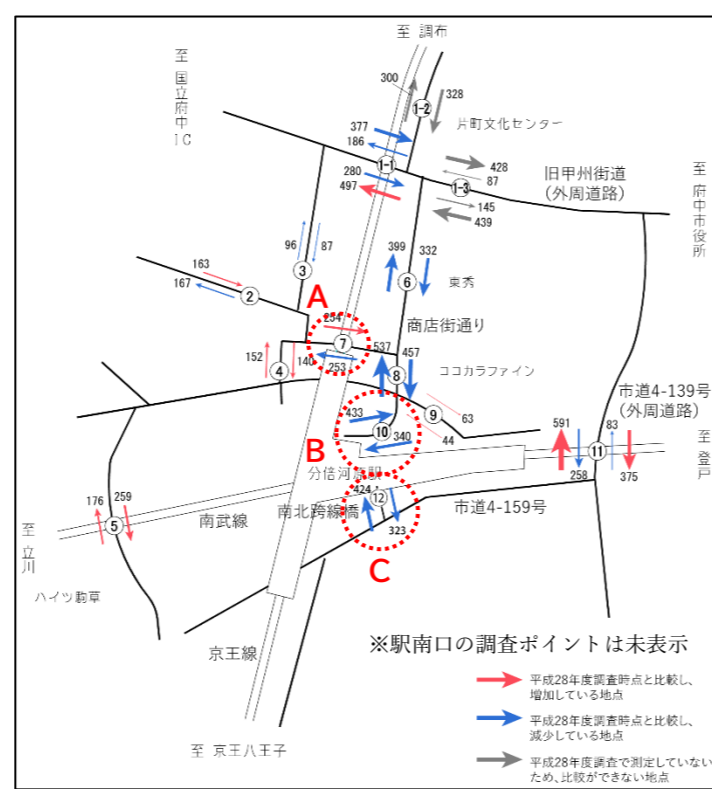 至 調布
至 国立府中IC
300
1-2
328
片町文化センター
377
186
1-1
428
87
1-3
280
497
145
439
旧甲州街道
(外周道路)
至 府中市役所
96
87
3
399
332
6
東秀
163
167
2
A
254
7
253
商店街通り
152
140
4
537
457
8
ココカラファイン
9
63
44
市道4-139号
(外周道路)
433
10
340
B
591
83
11
258
375
至 登戸
分倍河原駅
424
12
南北跨線橋
323
C
市道4-159号
176
259
5
南武線
至 立川
ハイツ駒草
京王線
至 京王八王子
※駅南口の調査ポイントは未表示
平成28年度調査時点と比較し、
増加している地点
平成28年度調査時点と比較し、
減少している地点
平成28年度調査で測定していない
ため、比較ができない地点